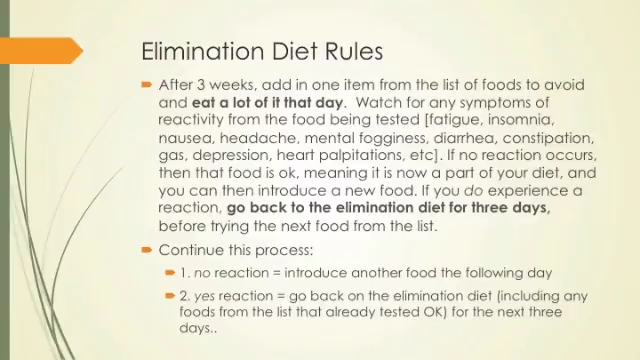 Elimination Diet Rules
After 3 weeks, add in one item from the list of foods to avoid
and eat a lot of it that day.  Watch for any symptoms of
reactivity from the food being tested [fatigue, insomnia,
nausea, headache, mental fogginess, diarrhea, constipation,
gas, depression, heart palpitations, etc]. If no reaction occurs,
then that food is ok, meaning it is now a part of your diet, and
you can then introduce a new food. If you do experience a
reaction, go back to the elimination diet for three days,
before trying the next food from the list.
Continue this process:
1. no reaction = introduce another food the following day
2. yes reaction = go back on the elimination diet (including any
foods from the list that already tested OK) for the next three
days..